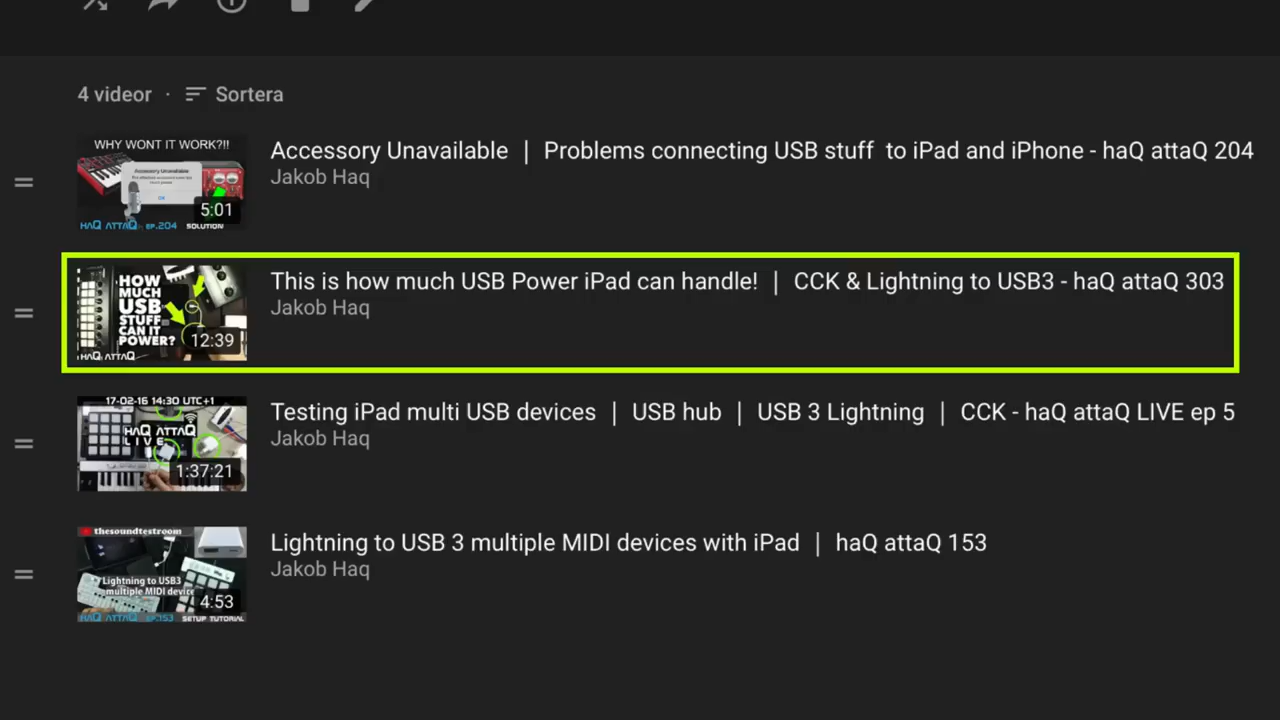 4 videor · Sortera
WHY WONT IT WORK?!!
Accessory Unavailable
OK
5:01
HAQ ATTAQ EP.204 SOLUTION
Accessory Unavailable | Problems connecting USB stuff to iPad and iPhone - haQ attaQ 204
Jakob Haq
HOW
MUCH
USB
STUFF
CAN IT
POWER?
12:39
HAQ ATTAQ
This is how much USB Power iPad can handle! | CCK & Lightning to USB3 - haQ attaQ 303
Jakob Haq
17-02-16 14:30 UTC+1
HAQ ATTAQ
LIVE
1:37:21
Testing iPad multi USB devices | USB hub | USB 3 Lightning | CCK - haQ attaQ LIVE ep 5
Jakob Haq
thesoundtestroom
Lightning to USB3
multiple MIDI device
4:53
HAQ ATTAQ EP.153 SETUP TUTORIAL
Lightning to USB 3 multiple MIDI devices with iPad | haQ attaQ 153
Jakob Haq